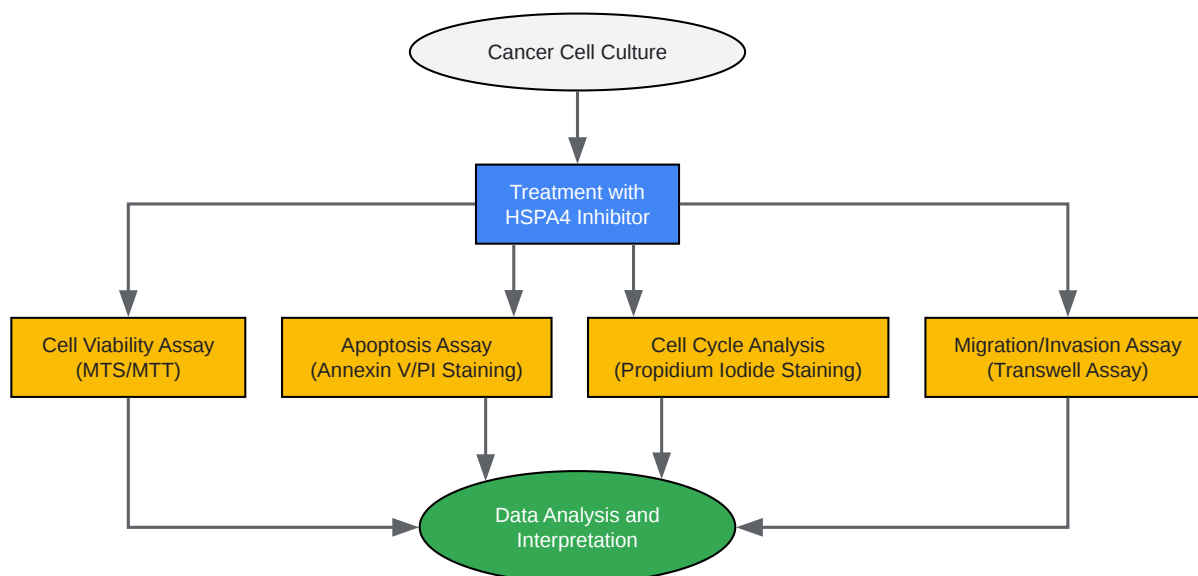 Cancer Cell Culture
Treatment with
HSPA4 Inhibitor
Cell Viability Assay
(MTS/MTT)
Apoptosis Assay
(Annexin V/PI Staining)
Cell Cycle Analysis
(Propidium Iodide Staining)
Migration/Invasion Assay
(Transwell Assay)
Data Analysis and
Interpretation